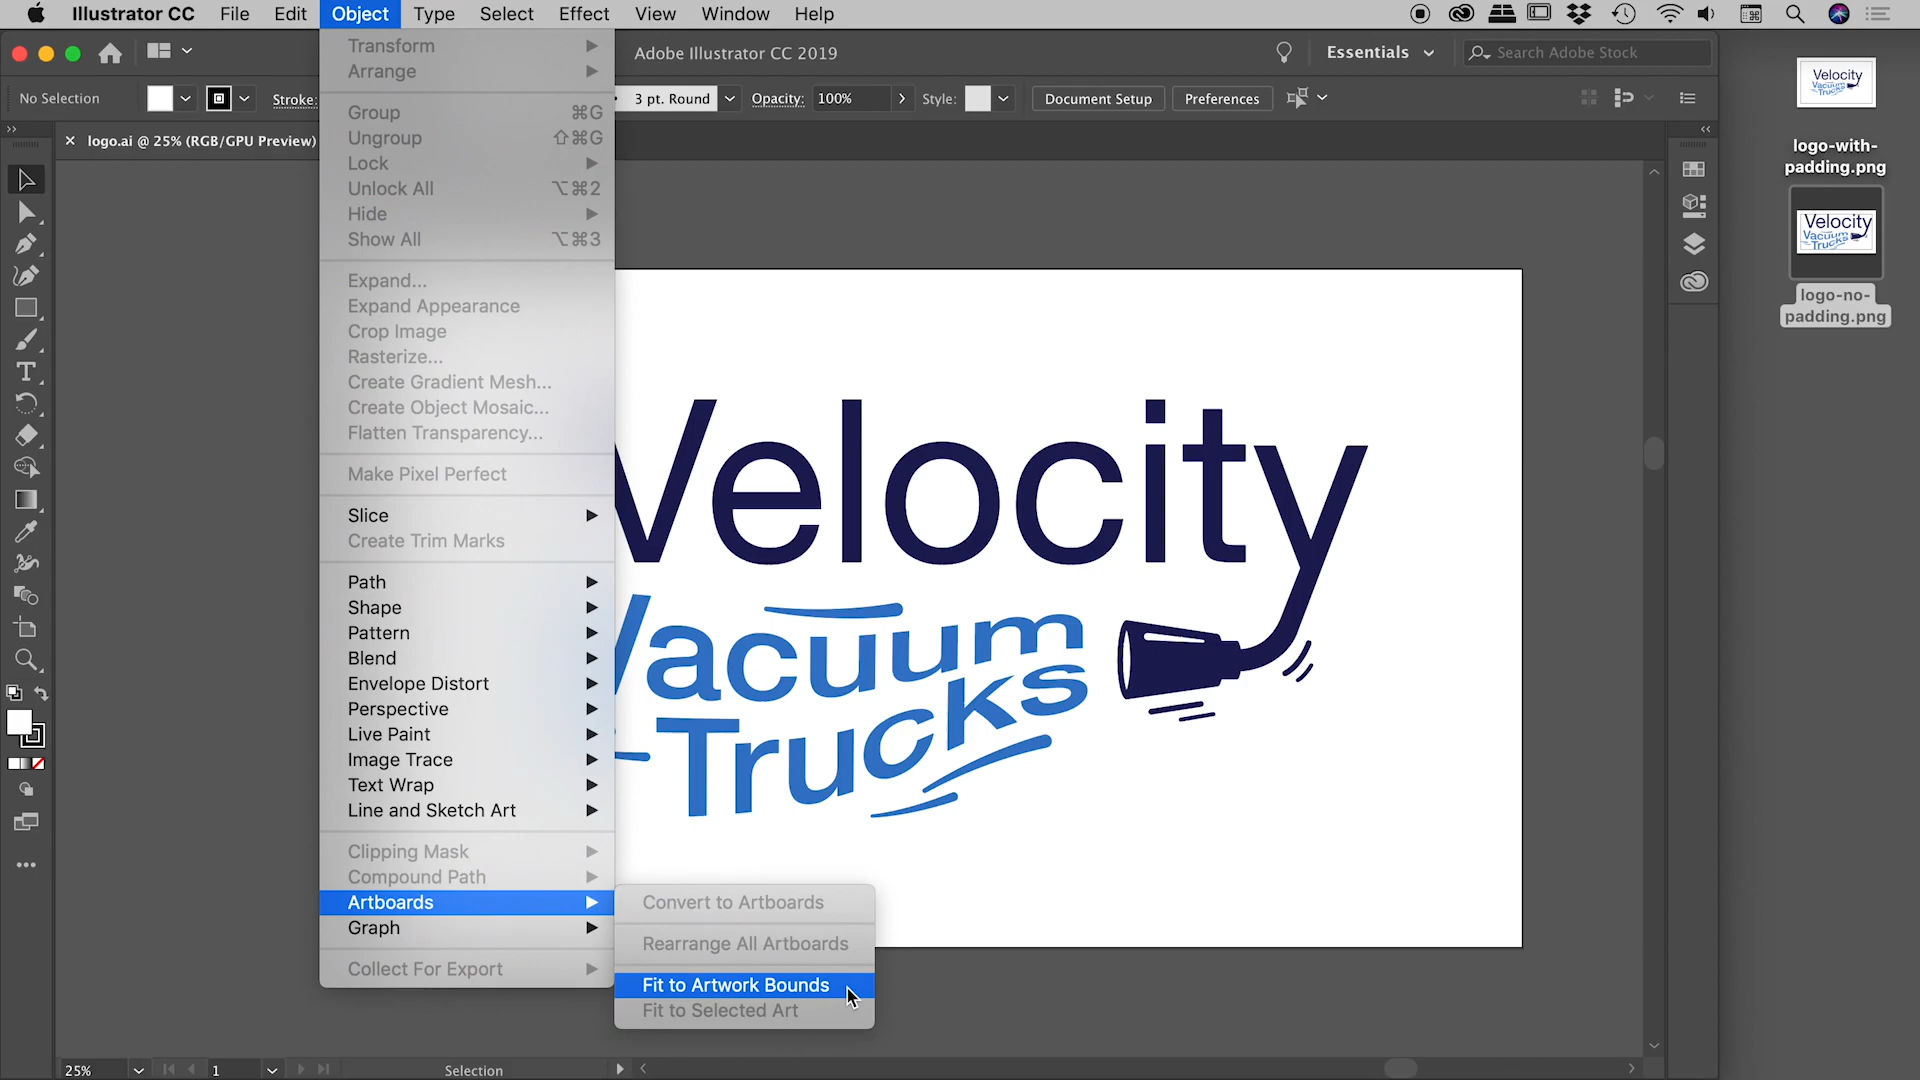 Illustrator CC File Edit Object Type Select Effect View Window Help
Adobe Illustrator CC 2019
Essentials
Search Adobe Stock
No Selection
Stroke:
3 pt. Round
Opacity:
100%
Style:
Document Setup
Preferences
logo.ai @ 25% (RGB/GPU Preview)
Transform
Arrange
Group ⌘G
Ungroup ⇧⌘G
Lock
Unlock All ⌥⌘2
Hide
Show All ⌥⌘3
Expand...
Expand Appearance
Crop Image
Rasterize...
Create Gradient Mesh...
Create Object Mosaic...
Flatten Transparency...
Make Pixel Perfect
Slice
Create Trim Marks
Path
Shape
Pattern
Blend
Envelope Distort
Perspective
Live Paint
Image Trace
Text Wrap
Line and Sketch Art
Clipping Mask
Compound Path
Artboards
Graph
Collect For Export
Convert to Artboards
Rearrange All Artboards
Fit to Artwork Bounds
Fit to Selected Art
Velocity
Vacuum
Trucks
Velocity
Vacuum
Trucks
logo-with-
padding.png
Velocity
Vacuum
Trucks
logo-no-
padding.png
25%
1
Selection